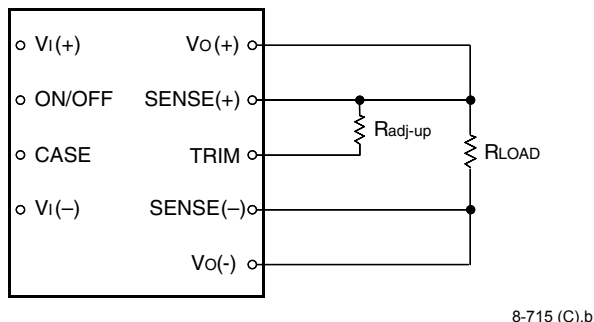 VI(+)
VO(+)
ON/OFF
SENSE(+)
Radj-up
CASE
TRIM
RLOAD
VI(–)
SENSE(–)
VO(-)
8-715 (C).b